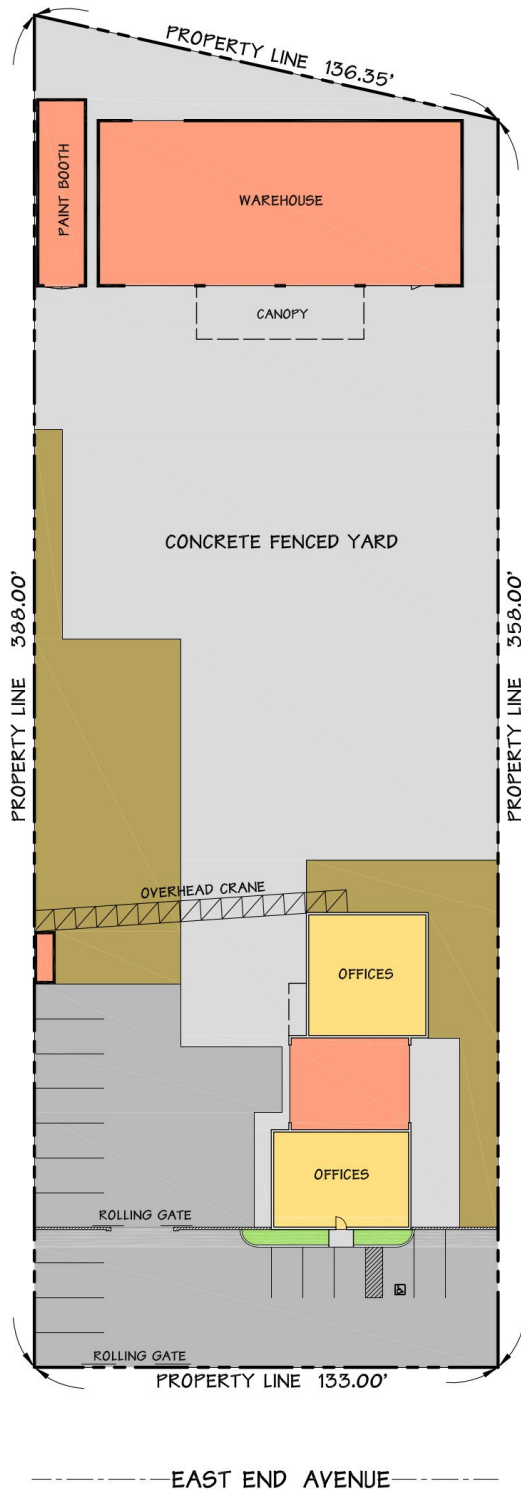 PROPERTY LINE 136.35'
PAINT BOOTH
WAREHOUSE
CANOPY
CONCRETE FENCED YARD
PROPERTY LINE 388.00'
PROPERTY LINE 358.00'
OVERHEAD CRANE
OFFICES
OFFICES
ROLLING GATE
ROLLING GATE
PROPERTY LINE 133.00'
EAST END AVENUE